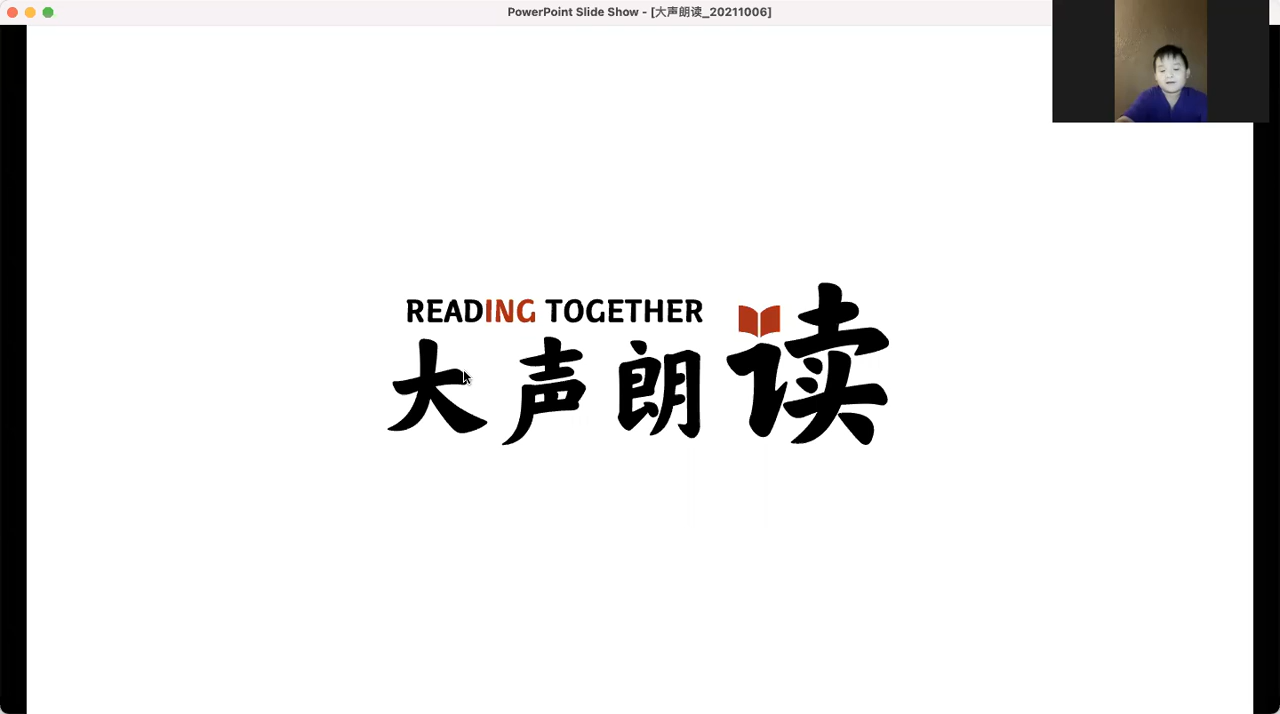 PowerPoint Slide Show - [大声朗读_20211006]
READING TOGETHER
大声朗读